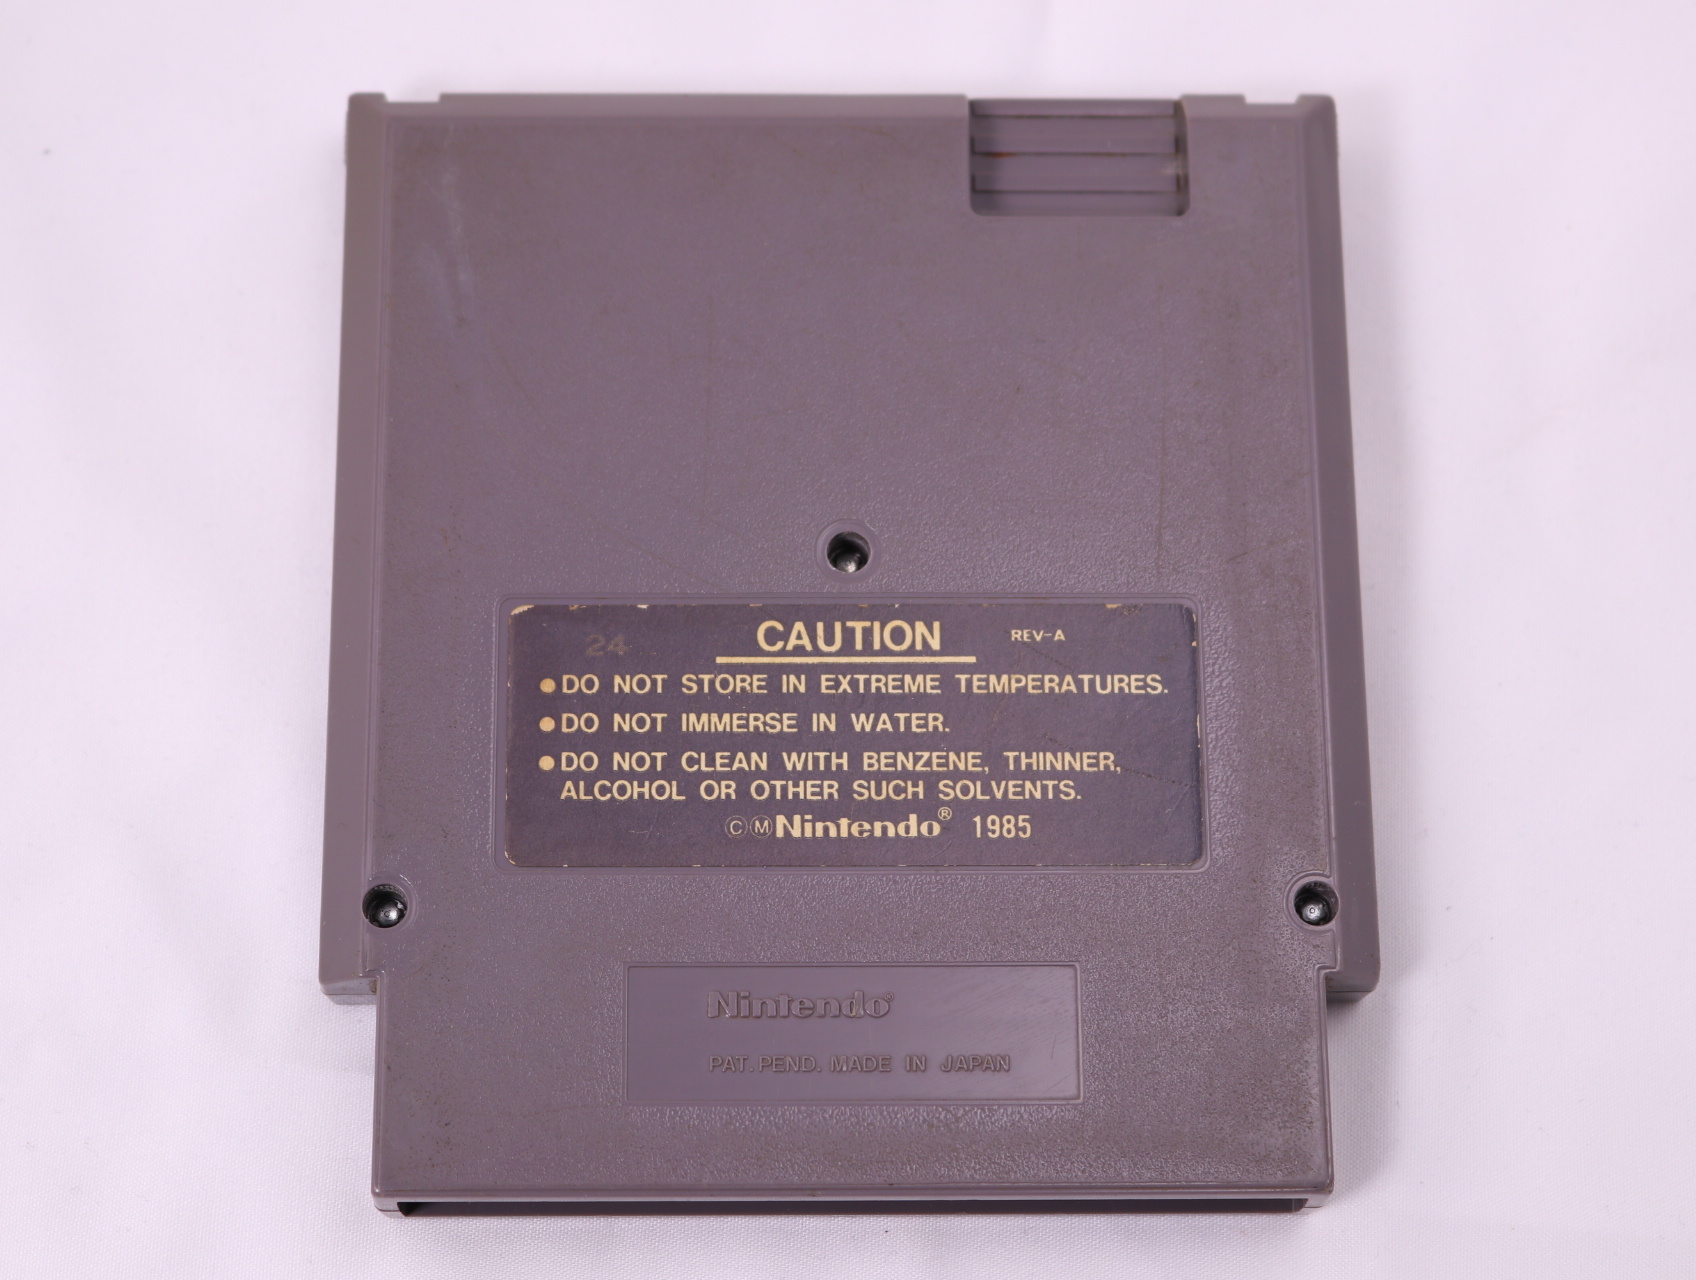 24
CAUTION REV-A
●DO NOT STORE IN EXTREME TEMPERATURES.
●DO NOT IMMERSE IN WATER.
●DO NOT CLEAN WITH BENZENE, THINNER,
ALCOHOL OR OTHER SUCH SOLVENTS.
ⒸⓂNintendo® 1985
Nintendo®
PAT. PEND. MADE IN JAPAN